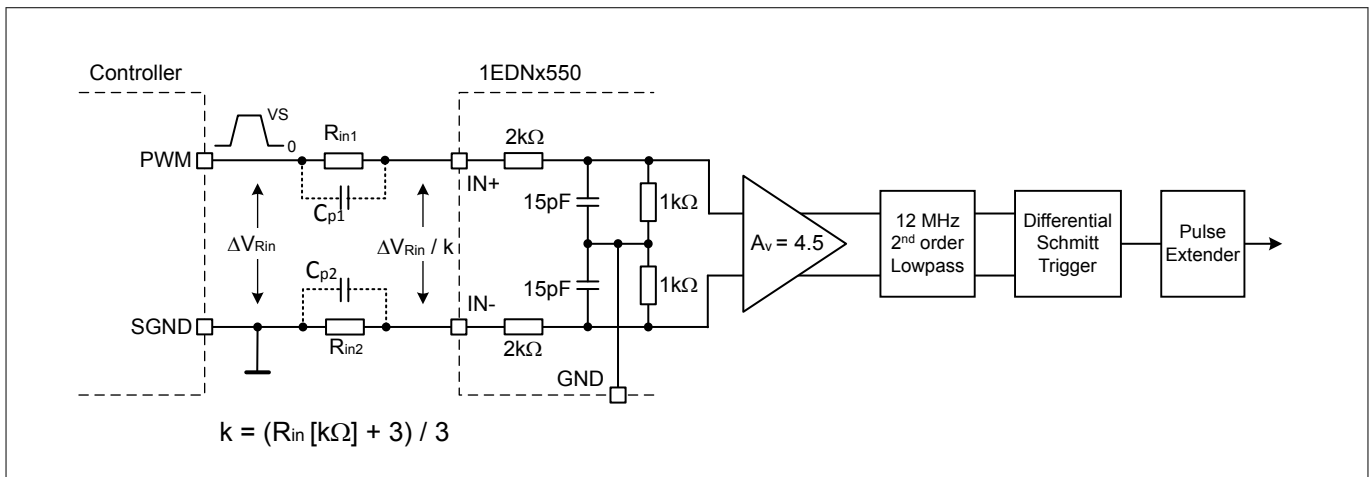 Controller
1EDNx550
VS
0
Rin1
2kΩ
PWM
IN+
Cp1
15pF
1kΩ
ΔVRin
ΔVRin / k
Av = 4.5
12 MHz
2nd order
Lowpass
Differential
Schmitt
Trigger
Pulse
Extender
Cp2
15pF
1kΩ
SGND
IN-
Rin2
2kΩ
GND
k = (Rin [kΩ] + 3) / 3